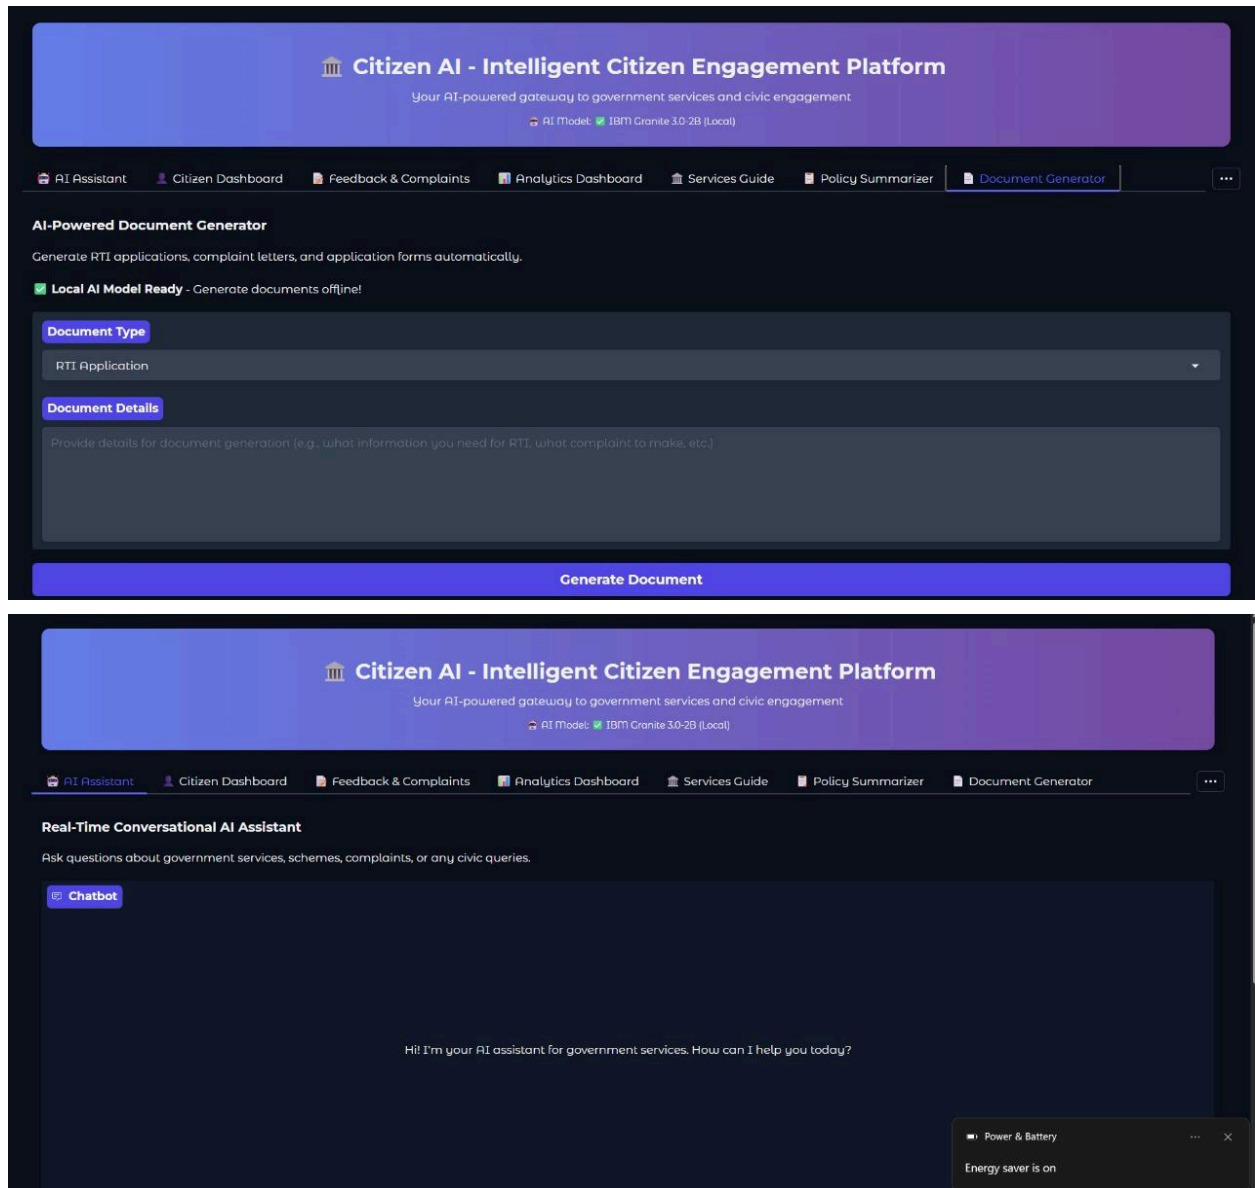 🏛️ Citizen AI - Intelligent Citizen Engagement Platform
Your AI-powered gateway to government services and civic engagement
🤖 AI Model: ✅ IBM Granite 3.0-2B (Local)
🤖 AI Assistant 👤 Citizen Dashboard 📝 Feedback & Complaints 📊 Analytics Dashboard 🏛️ Services Guide 📋 Policy Summarizer 📄 Document Generator ...
AI-Powered Document Generator
Generate RTI applications, complaint letters, and application forms automatically.
✅ Local AI Model Ready - Generate documents offline!
Document Type
RTI Application
Document Details
Provide details for document generation (e.g., what information you need for RTI, what complaint to make, etc.)
Generate Document
🏛️ Citizen AI - Intelligent Citizen Engagement Platform
Your AI-powered gateway to government services and civic engagement
🤖 AI Model: ✅ IBM Granite 3.0-2B (Local)
🤖 AI Assistant 👤 Citizen Dashboard 📝 Feedback & Complaints 📊 Analytics Dashboard 🏛️ Services Guide 📋 Policy Summarizer 📄 Document Generator ...
Real-Time Conversational AI Assistant
Ask questions about government services, schemes, complaints, or any civic queries.
Chatbot
Hi! I'm your AI assistant for government services. How can I help you today?
Power & Battery ... ×
Energy saver is on